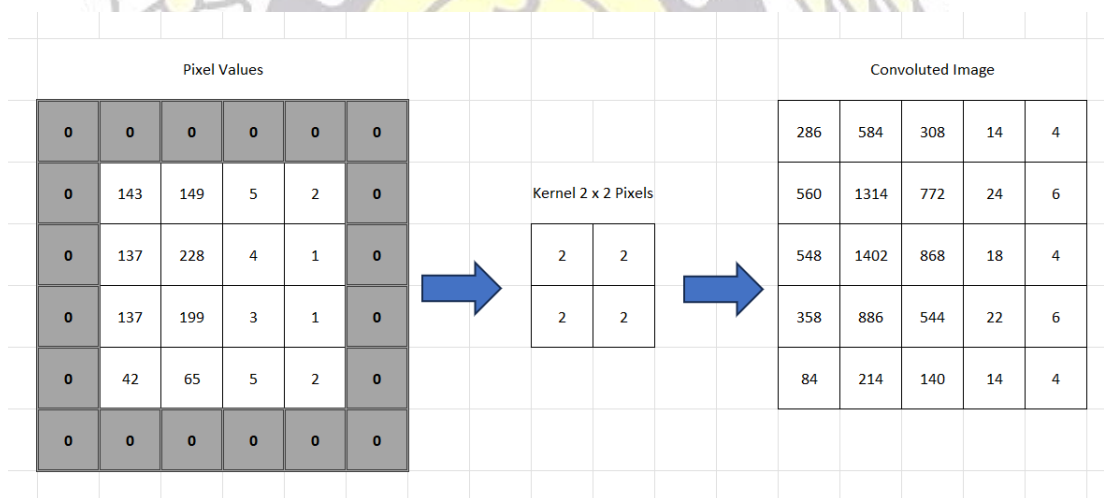 Pixel Values Convoluted Image
0 0 0 0 0 0 286 584 308 14 4
0 143 149 5 2 0 Kernel 2 x 2 Pixels 560 1314 772 24 6
0 137 228 4 1 0 2 2 548 1402 868 18 4
0 137 199 3 1 0 2 2 358 886 544 22 6
0 42 65 5 2 0 84 214 140 14 4
0 0 0 0 0 0